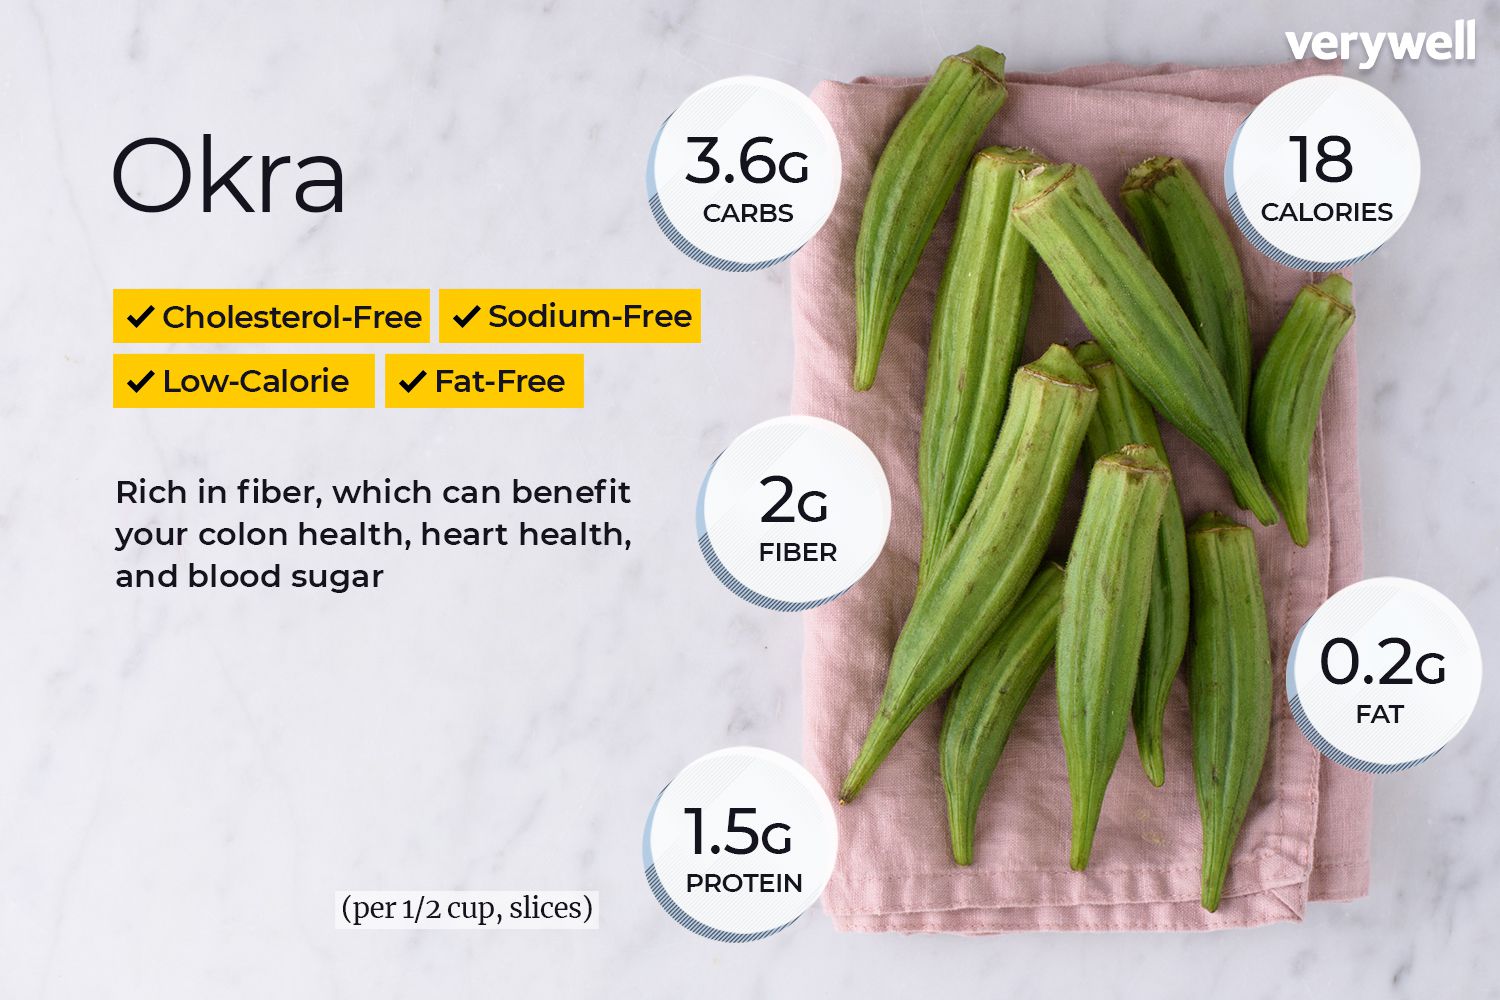 verywell
Okra
Cholesterol-Free
Sodium-Free
Low-Calorie
Fat-Free
Rich in fiber, which can benefit
your colon health, heart health,
and blood sugar
3.6G
CARBS
18
CALORIES
2G
FIBER
0.2G
FAT
1.5G
PROTEIN
(per 1/2 cup, slices)